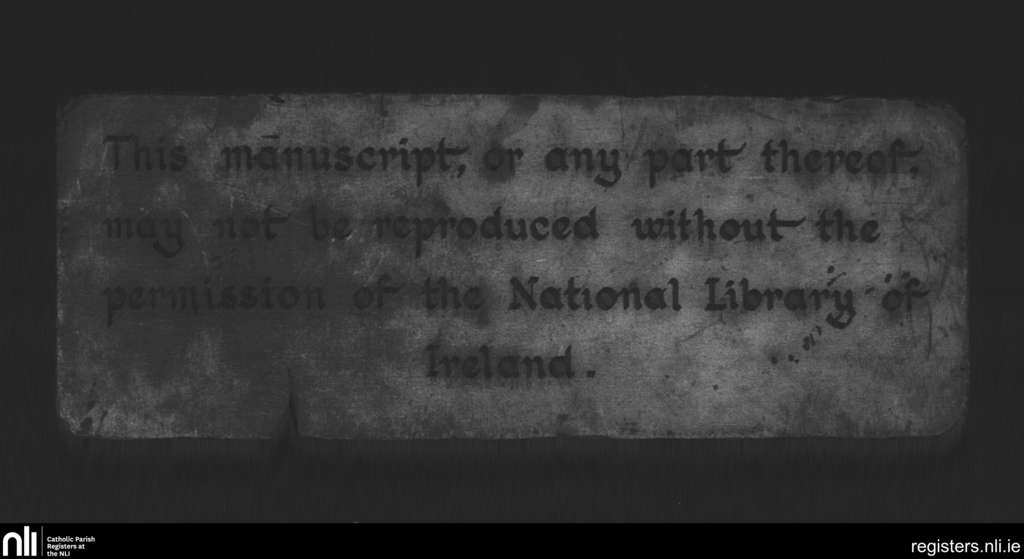 This manuscript, or any part thereof,
may not be reproduced without the
permission of the National Library of
Ireland.
nli
Catholic Parish
Registers at
the NLI
registers.nli.ie